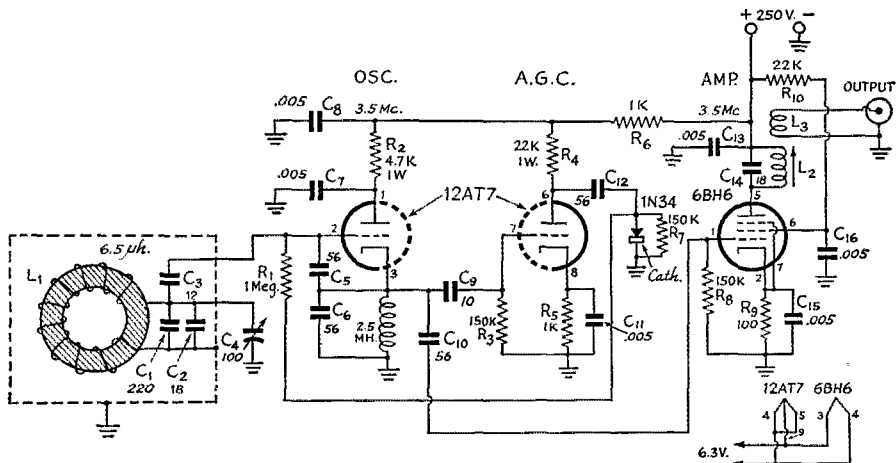 + 250 V. -
OSC.
A.G.C.
AMP.
22 K
R10
OUTPUT
.005
C8
3.5 Mc.
1 K
R6
3.5 Mc
L3
R2
4.7K
1W
22K
1W.
R4
.005
C13
C14
18
L2
.005
C7
C12
56
1
12AT7
6
1N34
6BH6
5
6.5 µh.
L1
C3
12
2
3
7
8
150K
R7
Cath.
1
6
2
7
C16
.005
R1
1 Meg.
56
C5
C6
56
2.5
MH.
C9
10
C10
56
150K
R3
R5
1K
C11
.005
150K
R8
R9
100
C15
.005
C1
220
C2
18
C4
100
12AT7 6BH6
4 5 3 4
9
6.3V.